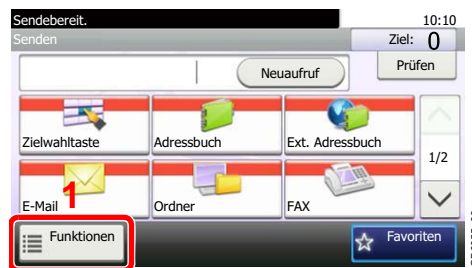 Sendebereit. 10:10
Senden Ziel: 0
Neuaufruf Prüfen
Zielwahltaste Adressbuch Ext. Adressbuch
1/2
E-Mail Ordner FAX
1
Funktionen Favoriten